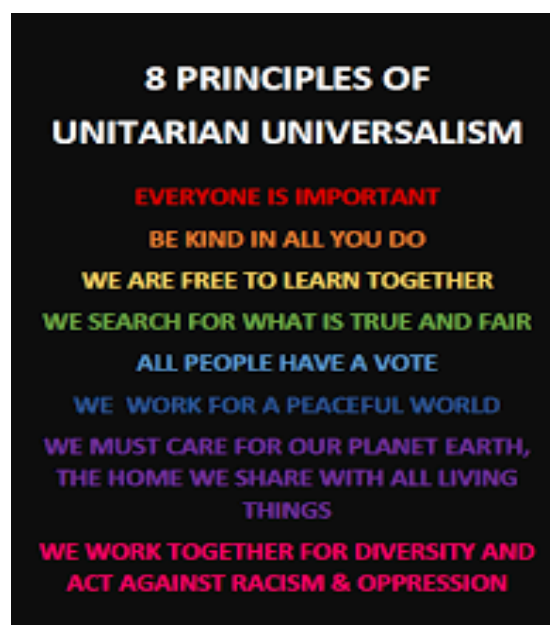 8 PRINCIPLES OF
UNITARIAN UNIVERSALISM
EVERYONE IS IMPORTANT
BE KIND IN ALL YOU DO
WE ARE FREE TO LEARN TOGETHER
WE SEARCH FOR WHAT IS TRUE AND FAIR
ALL PEOPLE HAVE A VOTE
WE WORK FOR A PEACEFUL WORLD
WE MUST CARE FOR OUR PLANET EARTH,
THE HOME WE SHARE WITH ALL LIVING
THINGS
WE WORK TOGETHER FOR DIVERSITY AND
ACT AGAINST RACISM & OPPRESSION